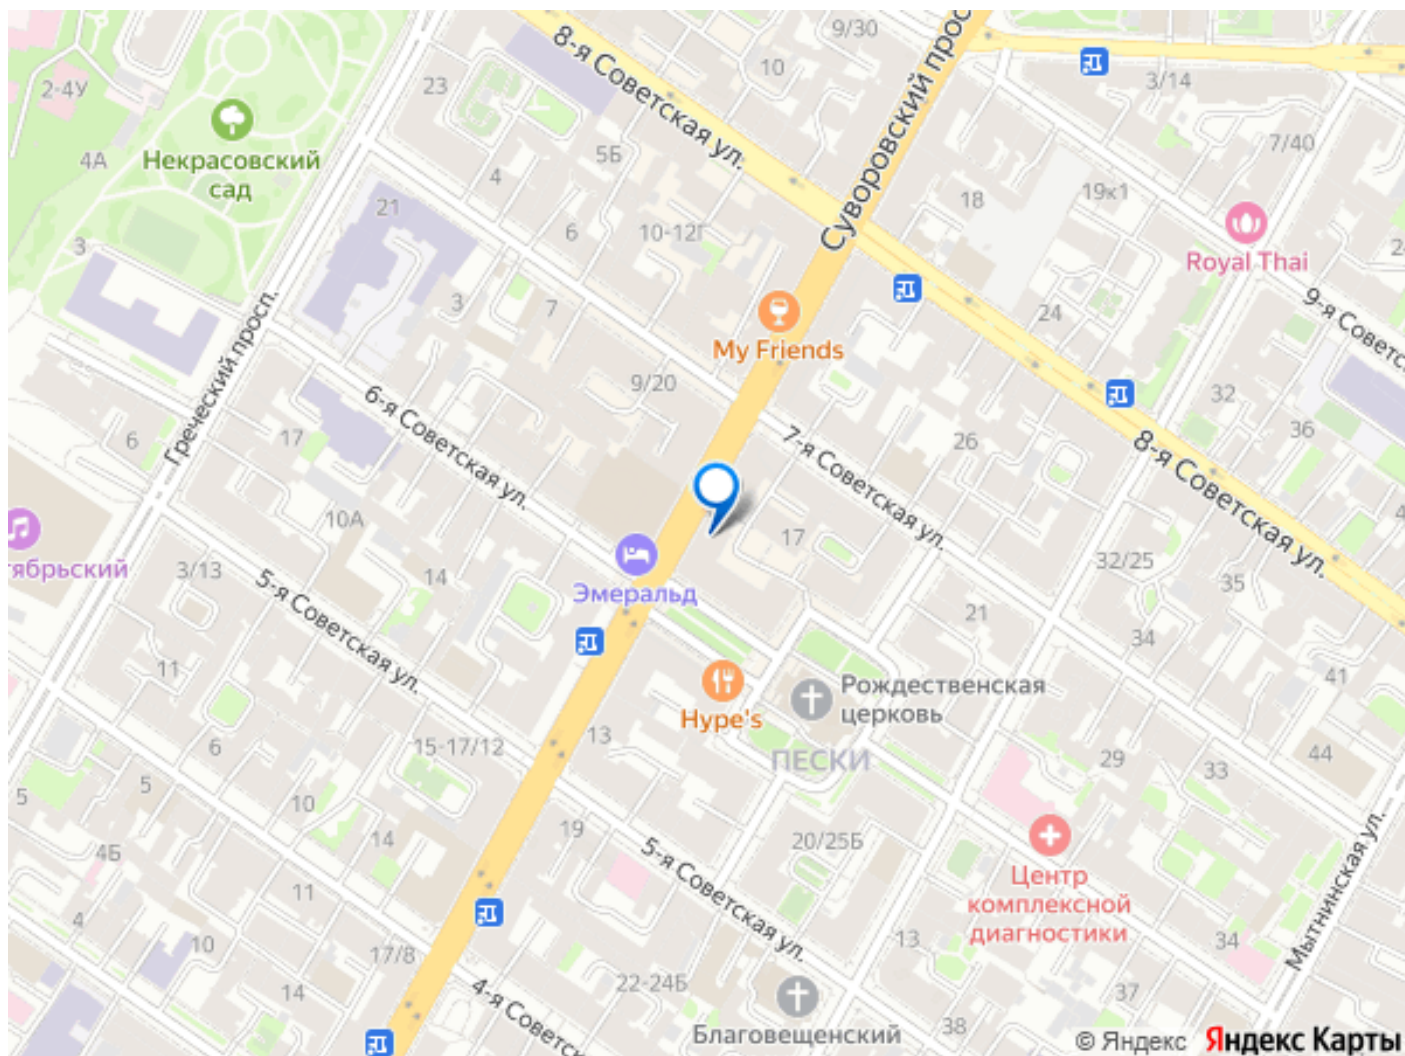 9/30
10
8-я Советская ул.
Суворовский прос
3/14
2-4У
23
4А
Некрасовский
сад
5Б
7/40
4
18
19к1
21
6
10-12Г
Royal Thai
3
3
7
24
9-я Советс
My Friends
Греческий просп.
9/20
6-я Советская ул.
32
36
6
17
7-я Советская ул.
26
8-я Советская ул.
10А
17
тябрьский
3/13
14
Эмеральд
32/25
35
5-я Советская ул.
21
34
11
Рождественская
церковь
41
Hype's
6
15-17/12
13
ПЕСКИ
29
33
44
5
5
10
14
19
20/25Б
5-я Советская ул.
4Б
Центр
комплексной
диагностики
Мытнинская ул.
11
4
10
17/8
13
34
14
22-24Б
4-я Советск
37
38
Благовещенский
© Яндекс Яндекс Карты